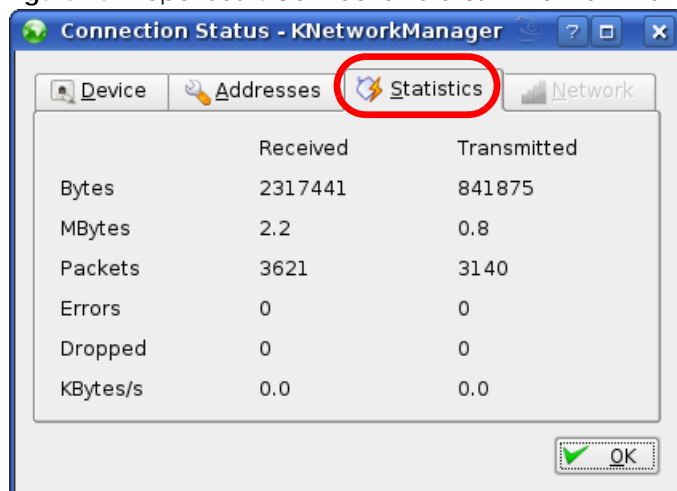 Connection Status - KNetworkManager
Device Addresses Statistics Network
Received Transmitted
Bytes 2317441 841875
MBytes 2.2 0.8
Packets 3621 3140
Errors 0 0
Dropped 0 0
KBytes/s 0.0 0.0
OK